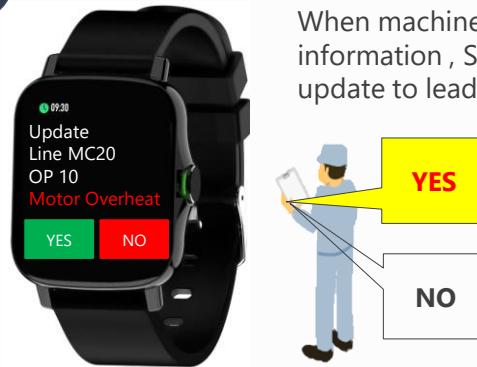 When machine
information , S
update to lead
09:30
Update
Line MC20
OP 10
Motor Overheat
YES
NO
YES
NO